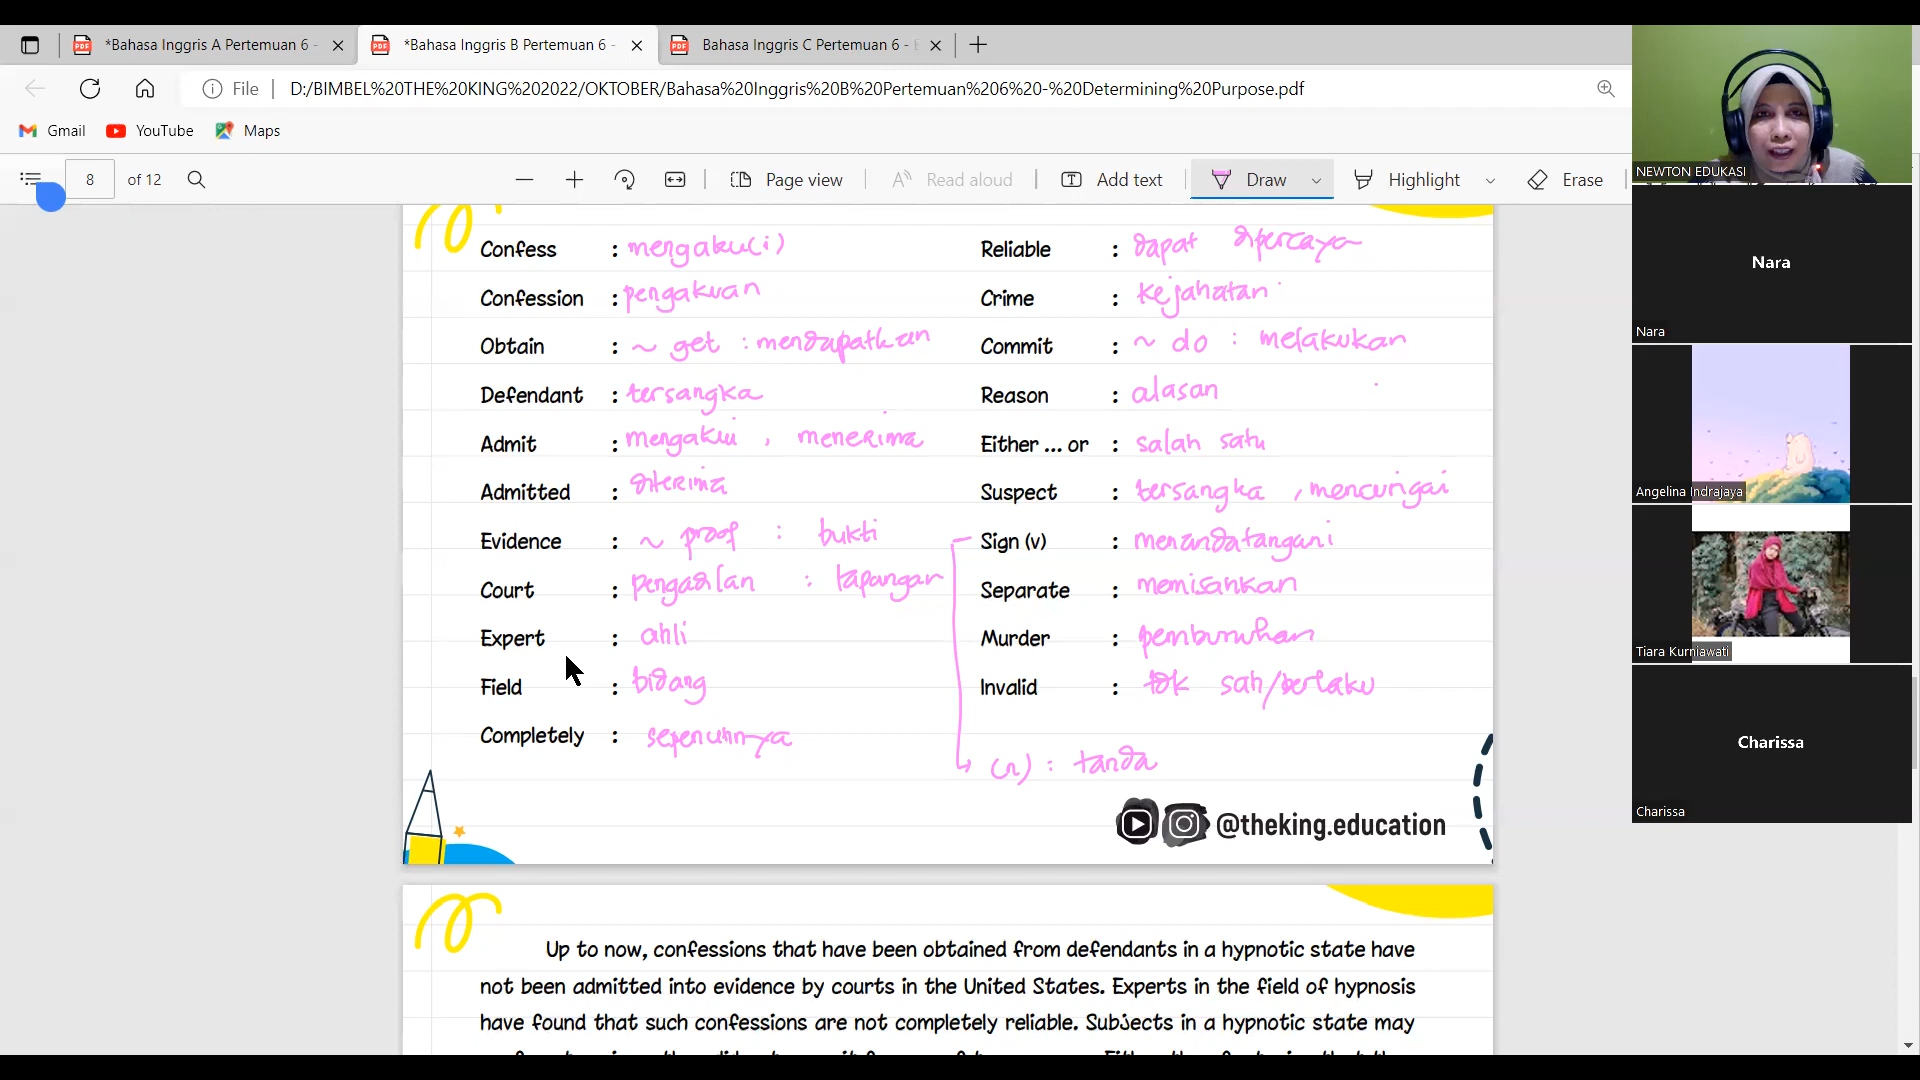 *Bahasa Inggris A Pertemuan 6 -
*Bahasa Inggris B Pertemuan 6 -
Bahasa Inggris C Pertemuan 6 -
File
D:/BIMBEL%20THE%20KING%202022/OKTOBER/Bahasa%20Inggris%20B%20Pertemuan%206%20-%20Determining%20Purpose.pdf
Gmail YouTube Maps
8 of 12 Page view Read aloud Add text Draw Highlight Erase
Confess : mengaku(i)
Confession : pengakuan
Obtain : ~ get : mendapatkan
Defendant : tersangka
Admit : mengakui , menerima
Admitted : diterima
Evidence : ~ proof : bukti
Court : pengadilan : lapangan
Expert : ahli
Field : bidang
Completely : sepenuhnya
Reliable : dapat dipercaya
Crime : kejahatan
Commit : ~ do : melakukan
Reason : alasan
Either ... or : salah satu
Suspect : tersangka , mencurigai
Sign (v) : menandatangani
Separate : memisahkan
Murder : pembunuhan
Invalid : tdk sah/berlaku
(n) : tanda
@theking.education
Up to now, confessions that have been obtained from defendants in a hypnotic state have
not been admitted into evidence by courts in the United States. Experts in the field of hypnosis
have found that such confessions are not completely reliable. Subjects in a hypnotic state may
NEWTON EDUKASI
Nara
Nara
Angelina Indrajaya
Tiara Kurniawati
Charissa
Charissa